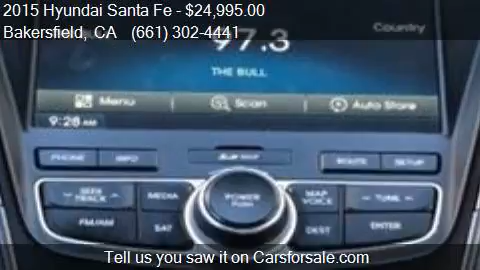 2015 Hyundai Santa Fe - $24,995.00
Bakersfield, CA (661) 302-4441
Country
97.3
THE BULL
Menu
Scan
Auto Store
9:28 AM
PHONE
INFO
ROUTE
SETUP
SEEK
TRACK
MEDIA
POWER
PUSH
MAP
VOICE
TUNE
FM/AM
SAT
DEST
ENTER
Tell us you saw it on Carsforsale.com